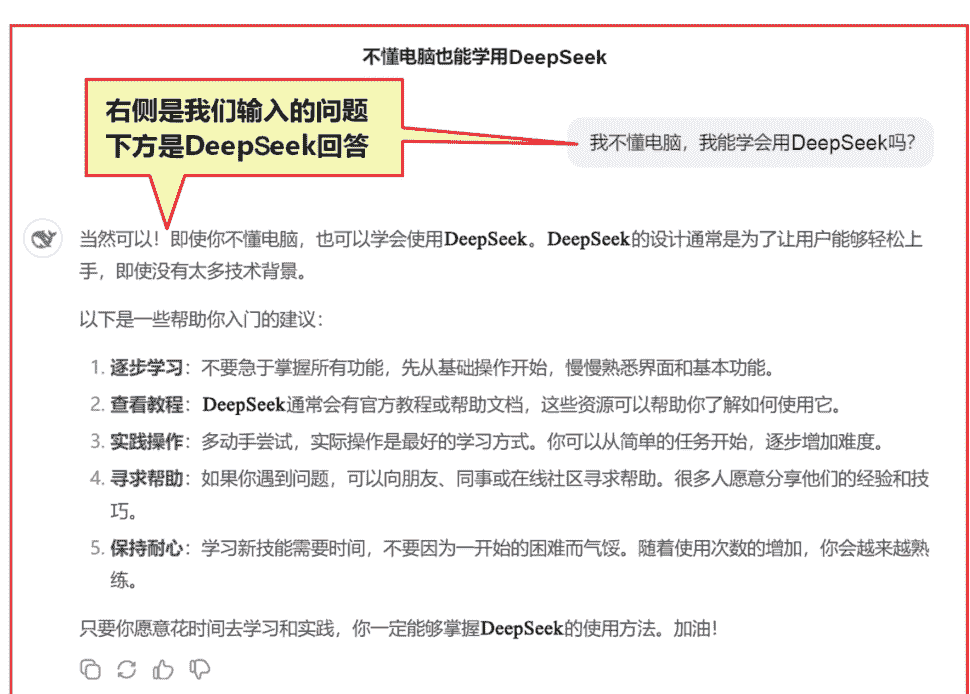 不懂电脑也能学用DeepSeek
右侧是我们输入的问题
下方是DeepSeek回答
我不懂电脑，我能学会用DeepSeek吗？
当然可以！即使你不懂电脑，也可以学会使用DeepSeek。DeepSeek的设计通常是为了让用户能够轻松上
手，即使没有太多技术背景。
以下是一些帮助你入门的建议：
1. 逐步学习：不要急于掌握所有功能，先从基础操作开始，慢慢熟悉界面和基本功能。
2. 查看教程：DeepSeek通常会有官方教程或帮助文档，这些资源可以帮助你了解如何使用它。
3. 实践操作：多动手尝试，实际操作是最好的学习方式。你可以从简单的任务开始，逐步增加难度。
4. 寻求帮助：如果你遇到问题，可以向朋友、同事或在线社区寻求帮助。很多人愿意分享他们的经验和技
巧。
5. 保持耐心：学习新技能需要时间，不要因为一开始的困难而气馁。随着使用次数的增加，你会越来越熟
练。
只要你愿意花时间去学习和实践，你一定能够掌握DeepSeek的使用方法。加油！